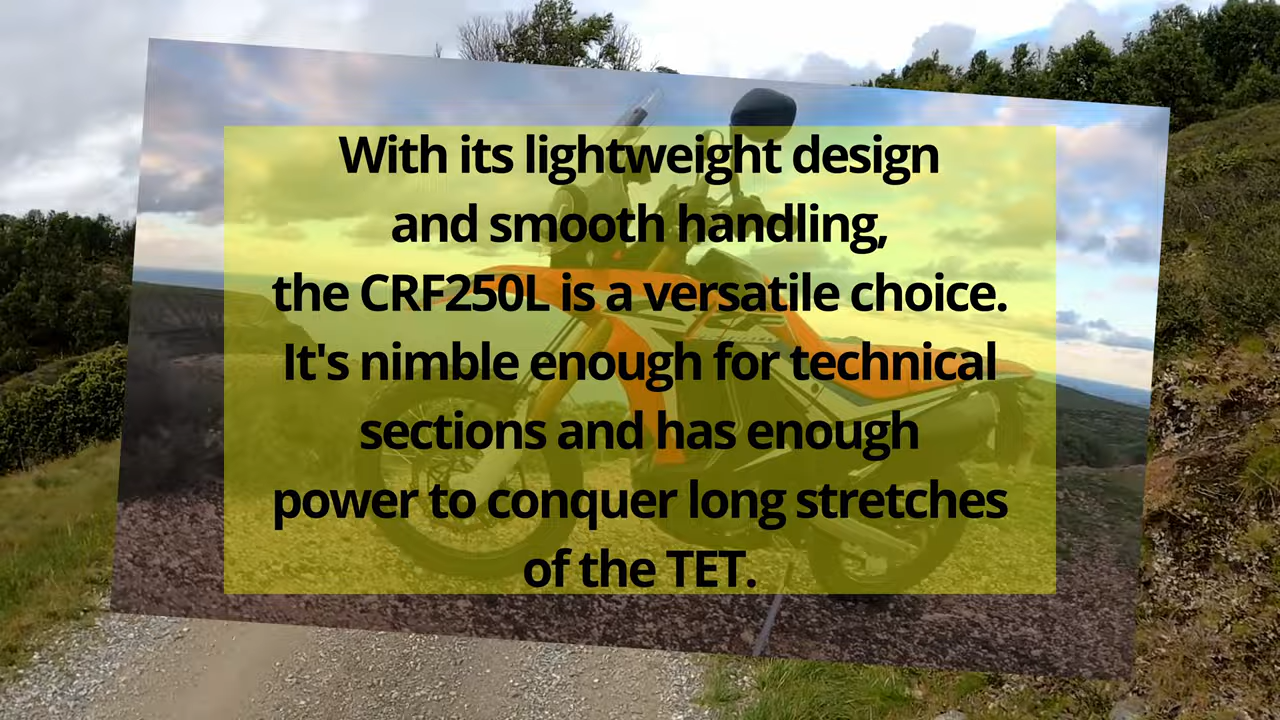 With its lightweight design
and smooth handling,
the CRF250L is a versatile choice.
It's nimble enough for technical
sections and has enough
power to conquer long stretches
of the TET.